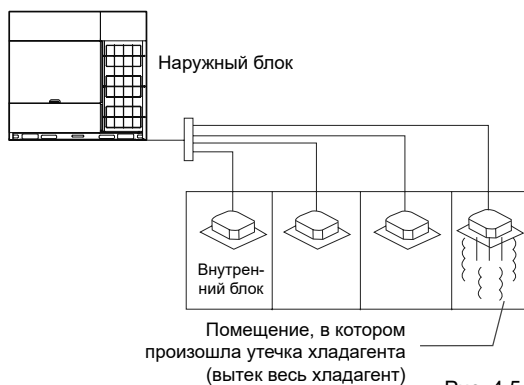 Наружный блок
Внутрен-
ний блок
Помещение, в котором
произошла утечка хладагента
(вытек весь хладагент)
Рис. 4.5